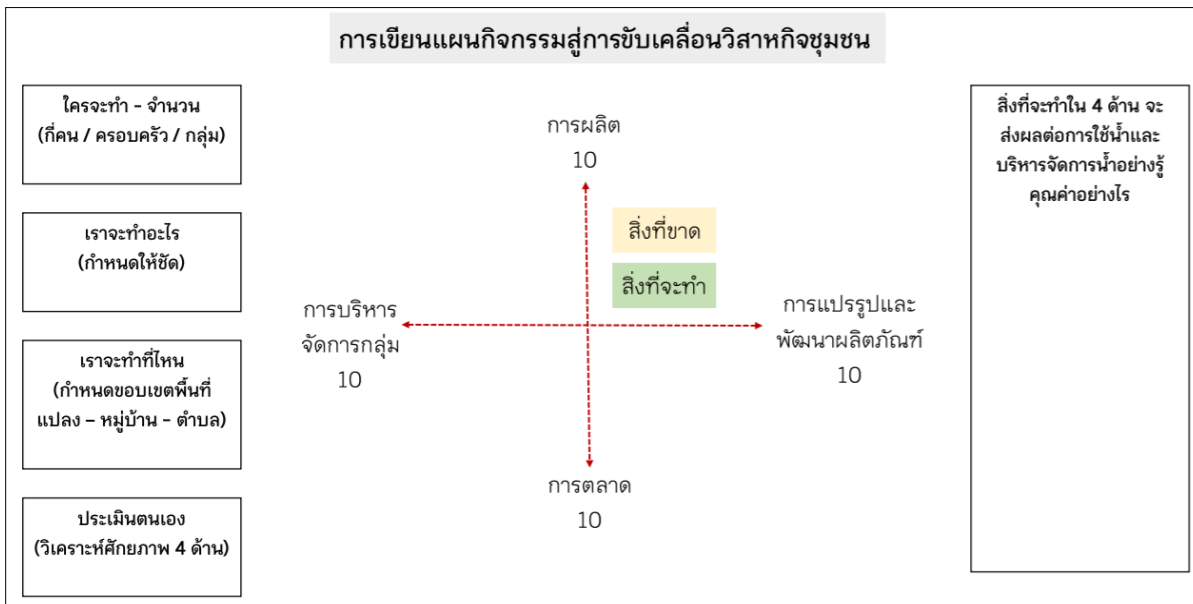 การเขียนแผนกิจกรรมสู่การขับเคลื่อนวิสาหกิจชุมชน
ใครจะทำ - จำนวน
(กี่คน / ครอบครัว / กลุ่ม)
เราจะทำอะไร
(กำหนดให้ชัด)
เราจะทำที่ไหน
(กำหนดขอบเขตพื้นที่
แปลง – หมู่บ้าน - ตำบล)
ประเมินตนเอง
(วิเคราะห์ศักยภาพ 4 ด้าน)
การผลิต
10
สิ่งที่ขาด
สิ่งที่จะทำ
การบริหาร
จัดการกลุ่ม
10
การแปรรูปและ
พัฒนาผลิตภัณฑ์
10
การตลาด
10
สิ่งที่จะทำใน 4 ด้าน จะ
ส่งผลต่อการใช้น้ำและ
บริหารจัดการน้ำอย่างรู้
คุณค่าอย่างไร